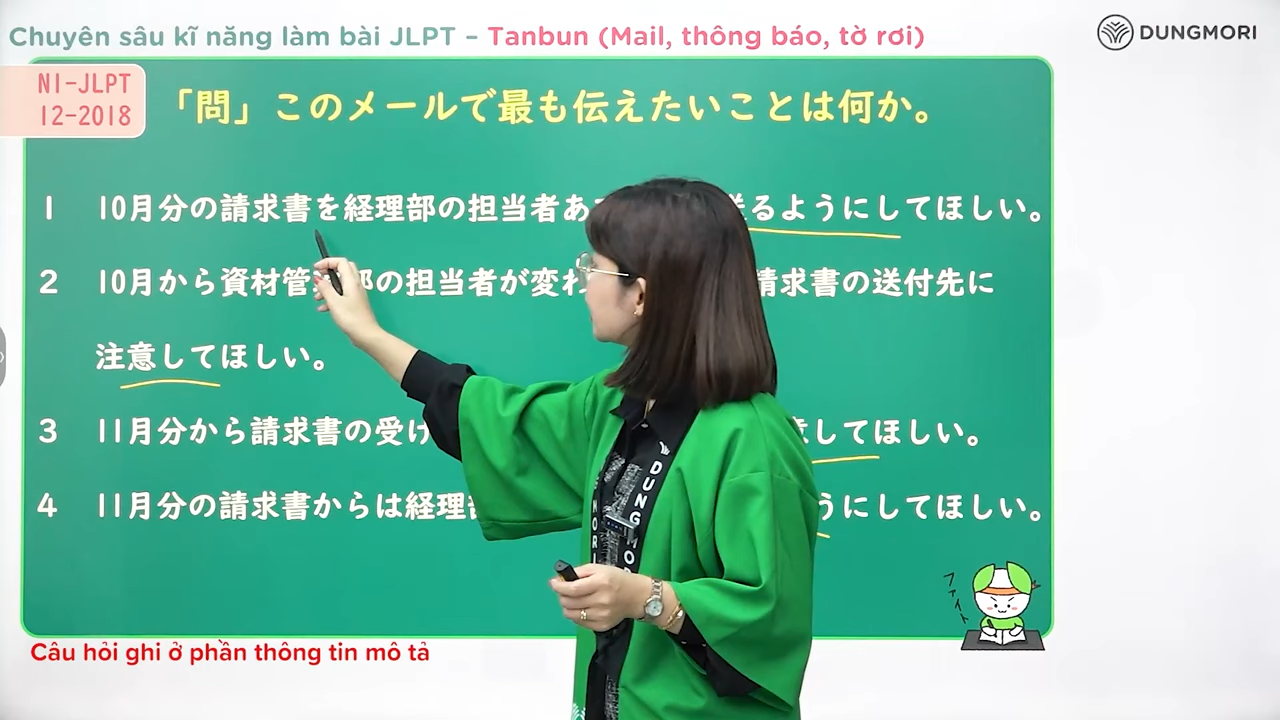 Chuyên sâu kĩ năng làm bài JLPT – Tanbun (Mail, thông báo, tờ rơi)
DUNGMORI
N1-JLPT
12-2018
「問」このメールで最も伝えたいことは何か。
1 10月分の請求書を経理部の担当者あ るようにしてほしい。
2 10月から資材管 部の担当者が変わ 請求書の送付先に
注意してほしい。
3 11月分から請求書の受け してほしい。
4 11月分の請求書からは経理 うにしてほしい。
ファイト
DUNGMO
MORI
Câu hỏi ghi ở phần thông tin mô tả